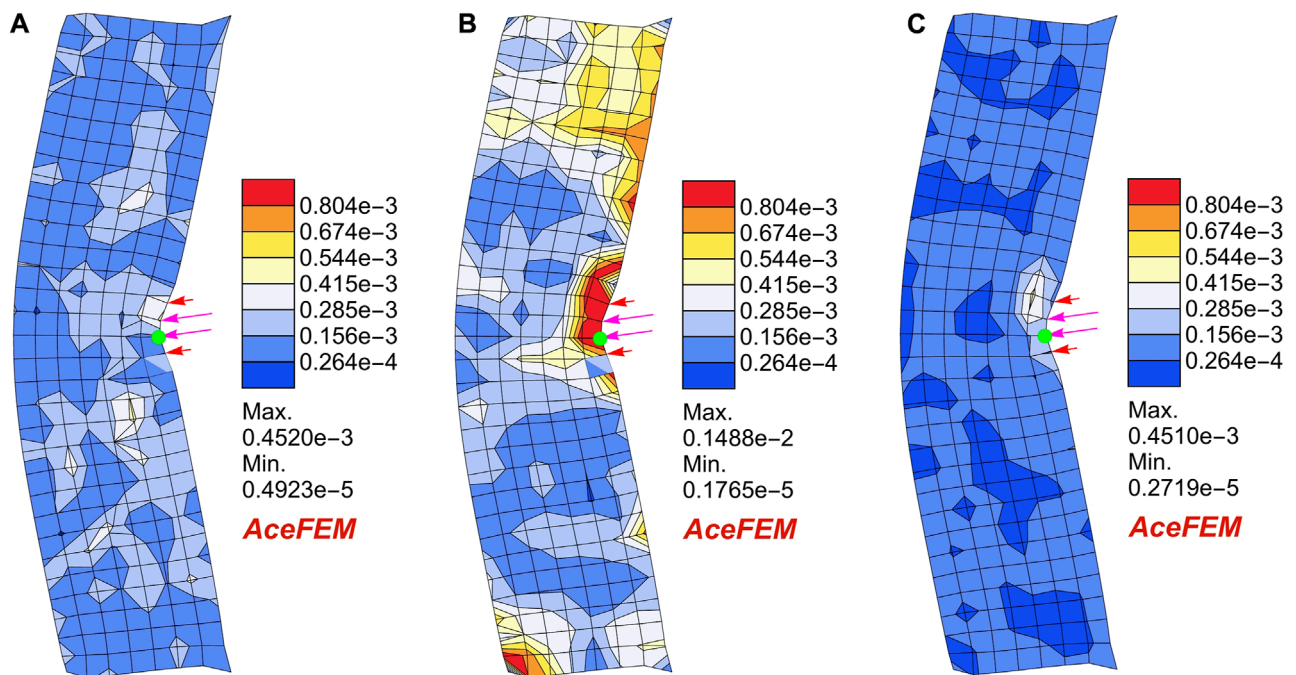 A
0.804e−3
0.674e−3
0.544e−3
0.415e−3
0.285e−3
0.156e−3
0.264e−4
Max.
0.4520e−3
Min.
0.4923e−5
AceFEM
B
0.804e−3
0.674e−3
0.544e−3
0.415e−3
0.285e−3
0.156e−3
0.264e−4
Max.
0.1488e−2
Min.
0.1765e−5
AceFEM
C
0.804e−3
0.674e−3
0.544e−3
0.415e−3
0.285e−3
0.156e−3
0.264e−4
Max.
0.4510e−3
Min.
0.2719e−5
AceFEM